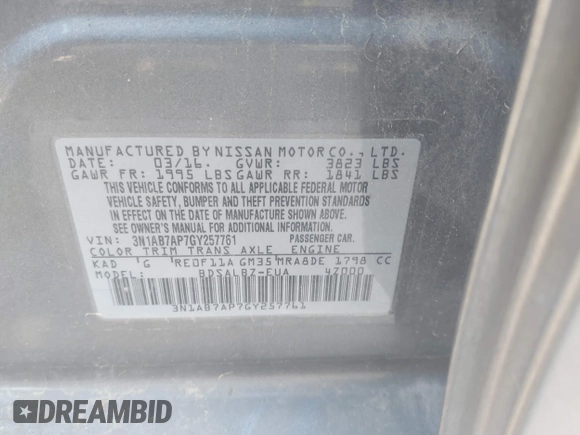 MANUFACTURED BY NISSAN MOTOR CO., LTD.
DATE: 03/16. GVWR: 3823 LBS
GAWR FR: 1995 LBS GAWR RR: 1841 LBS
THIS VEHICLE CONFORMS TO ALL APPLICABLE FEDERAL MOTOR
VEHICLE SAFETY, BUMPER AND THEFT PREVENTION STANDARDS
IN EFFECT ON THE DATE OF MANUFACTURE SHOWN ABOVE.
SEE OWNER'S MANUAL FOR ADDITIONAL INFORMATION.
VIN: 3N1AB7AP7GY257761 PASSENGER CAR.
COLOR TRIM TRANS AXLE ENGINE
KAD G RE0F11A GM35 MRA8DE 1798 CC
BDSALBZ-EUA 4Z000
3N1AB7AP7GY257761
DREAMBID